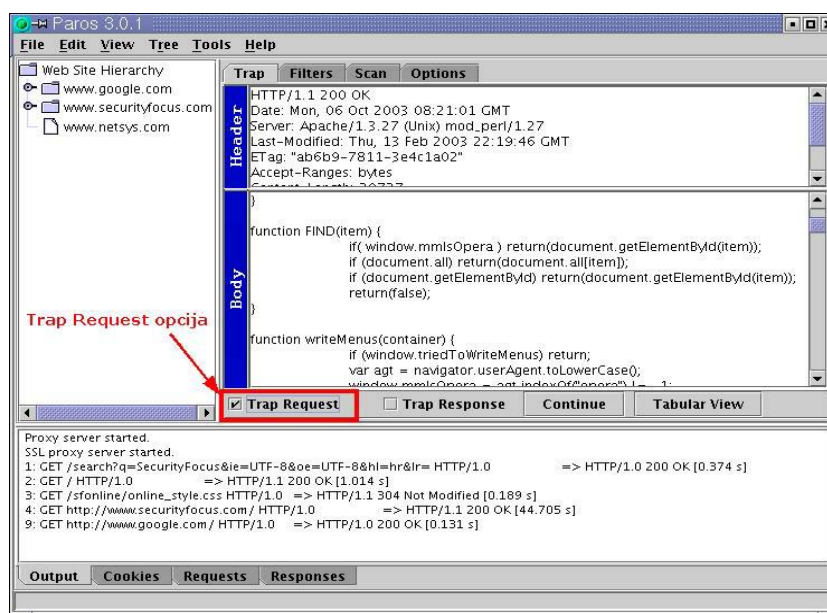 Paros 3.0.1
File Edit View Tree Tools Help
Web Site Hierarchy
www.google.com
www.securityfocus.com
www.netsys.com
Trap Filters Scan Options
Header
HTTP/1.1 200 OK
Date: Mon, 06 Oct 2003 08:21:01 GMT
Server: Apache/1.3.27 (Unix) mod_perl/1.27
Last-Modified: Thu, 13 Feb 2003 22:19:46 GMT
ETag: "ab6b9-7811-3e4c1a02"
Accept-Ranges: bytes
Content-Length: 30737
Body
}
function FIND(item) {
if( window.mmIsOpera ) return(document.getElementById(item));
if (document.all) return(document.all[item]);
if (document.getElementById) return(document.getElementById(item));
return(false);
}
function writeMenus(container) {
if (window.triedToWriteMenus) return;
var agt = navigator.userAgent.toLowerCase();
window.mmIsOpera = agt.indexOf("opera") != -1;
Trap Request opcija
Trap Request Trap Response Continue Tabular View
Proxy server started.
SSL proxy server started.
1: GET /search?q=SecurityFocus&ie=UTF-8&oe=UTF-8&hl=hr&lr= HTTP/1.0 => HTTP/1.0 200 OK [0.374 s]
2: GET / HTTP/1.0 => HTTP/1.1 200 OK [1.014 s]
3: GET /sfonline/online_style.css HTTP/1.0 => HTTP/1.1 304 Not Modified [0.189 s]
4: GET http://www.securityfocus.com/ HTTP/1.0 => HTTP/1.1 200 OK [44.705 s]
9: GET http://www.google.com/ HTTP/1.0 => HTTP/1.0 200 OK [0.131 s]
Output Cookies Requests Responses